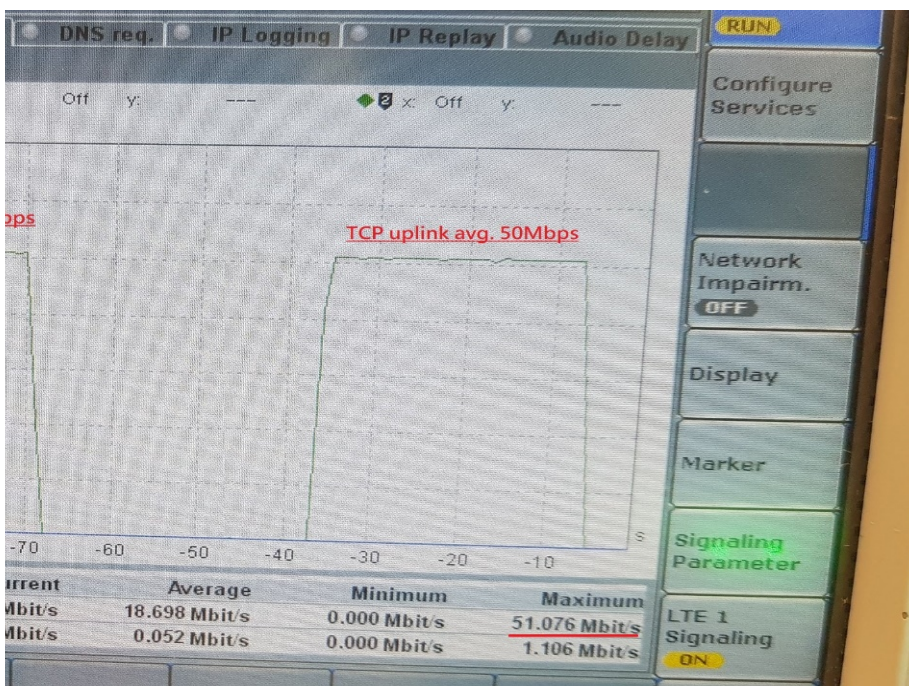 DNS req. IP Logging IP Replay Audio Delay
RUN
Configure
Services
Off y: --- 2 x: Off y: ---
TCP uplink avg. 50Mbps
Network
Impairm.
OFF
Display
Marker
Signaling
Parameter
s
-70 -60 -50 -40 -30 -20 -10
Average Minimum Maximum
Mbit/s 18.698 Mbit/s 0.000 Mbit/s 51.076 Mbit/s
Mbit/s 0.052 Mbit/s 0.000 Mbit/s 1.106 Mbit/s
LTE 1
Signaling
ON